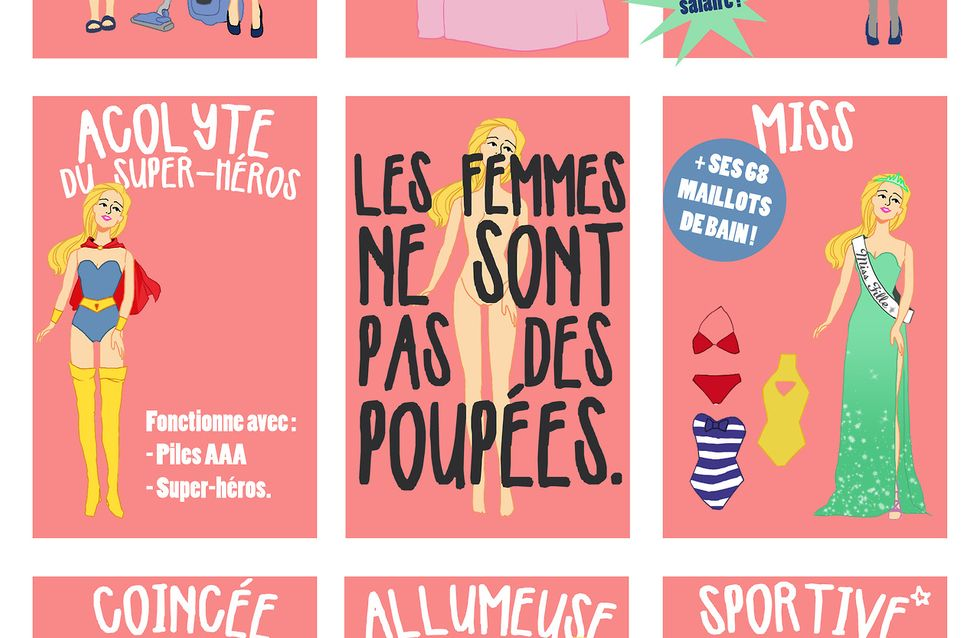 salaire !
ACOLYTE
DU SUPER-HÉROS
Fonctionne avec :
- Piles AAA
- Super-héros.
LES FEMMES
NE SONT
PAS DES
POUPÉES.
MISS
+ SES 68
MAILLOTS
DE BAIN !
Miss Fille
COINCÉE
ALLUMEUSE
SPORTIVE*